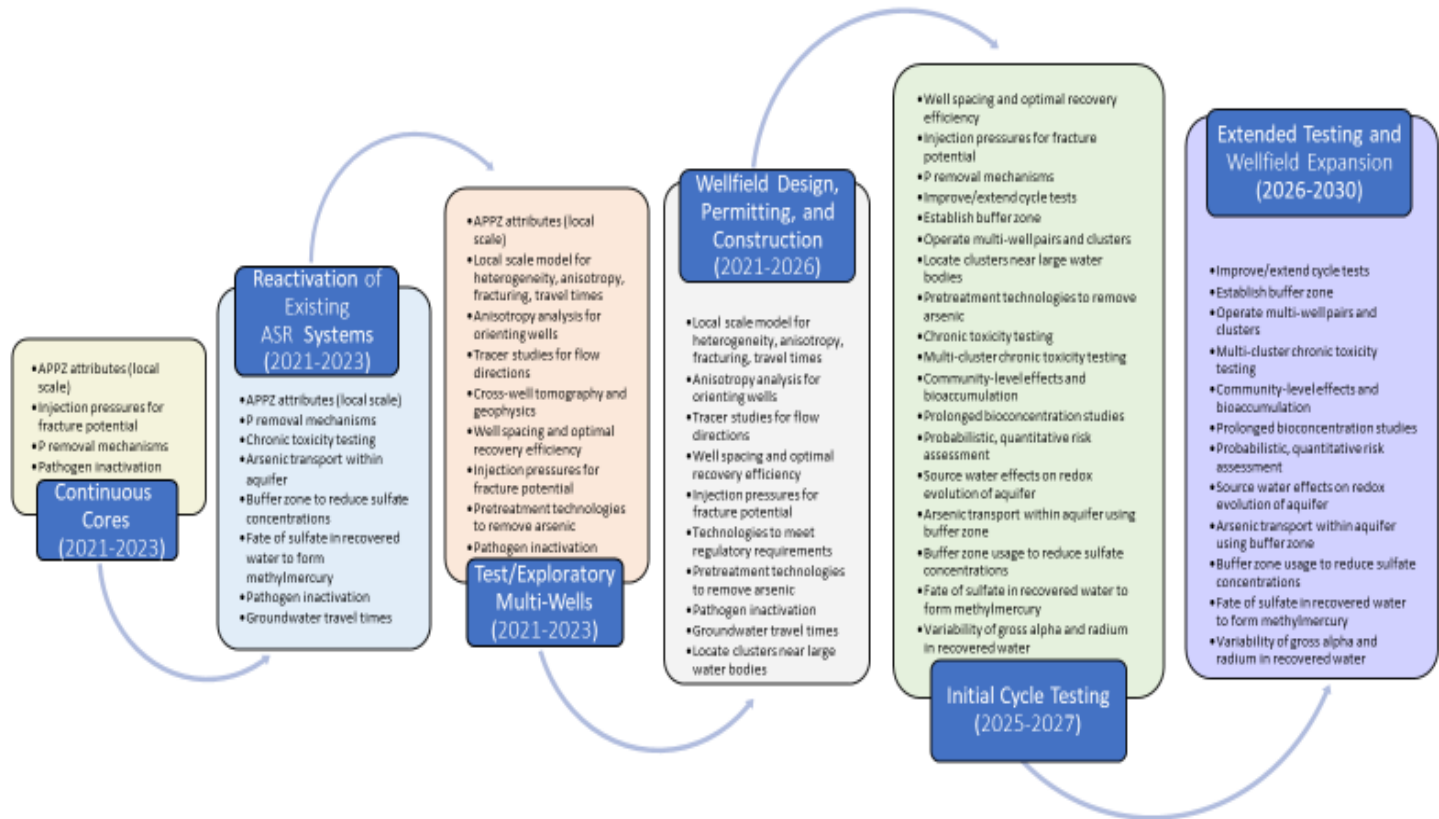 •APPZ attributes (local
scale)
•Injection pressures for
fracture potential
•P removal mechanisms
•Pathogen inactivation
Continuous
Cores
(2021-2023)
Reactivation of
Existing
ASR Systems
(2021-2023)
•APPZ attributes (local scale)
•P removal mechanisms
•Chronic toxicity testing
•Arsenic transport within
aquifer
•Buffer zone to reduce sulfate
concentrations
•Fate of sulfate in recovered
water to form
methylmercury
•Pathogen inactivation
•Groundwater travel times
•APPZ attributes (local
scale)
•Local scale model for
heterogeneity, anisotropy,
fracturing, travel times
•Anisotropy analysis for
orienting wells
•Tracer studies for flow
directions
•Cross-well tomography and
geophysics
•Well spacing and optimal
recovery efficiency
•Injection pressures for
fracture potential
•Pretreatment technologies
to remove arsenic
•Pathogen inactivation
Test/Exploratory
Multi-Wells
(2021-2023)
Wellfield Design,
Permitting, and
Construction
(2021-2026)
•Local scale model for
heterogeneity, anisotropy,
fracturing, travel times
•Anisotropy analysis for
orienting wells
•Tracer studies for flow
directions
•Well spacing and optimal
recovery efficiency
•Injection pressures for
fracture potential
•Technologies to meet
regulatory requirements
•Pretreatment technologies
to remove arsenic
•Pathogen inactivation
•Groundwater travel times
•Locate clusters near large
water bodies
•Well spacing and optimal recovery
efficiency
•Injection pressures for fracture
potential
•P removal mechanisms
•Improve/extend cycle tests
•Establish buffer zone
•Operate multi-well pairs and clusters
•Locate clusters near large water
bodies
•Pretreatment technologies to remove
arsenic
•Chronic toxicity testing
•Multi-cluster chronic toxicity testing
•Community-level effects and
bioaccumulation
•Prolonged bioconcentration studies
•Probabilistic, quantitative risk
assessment
•Source water effects on redox
evolution of aquifer
•Arsenic transport within aquifer using
buffer zone
•Buffer zone usage to reduce sulfate
concentrations
•Fate of sulfate in recovered water to
form methylmercury
•Variability of gross alpha and radium
in recovered water
Initial Cycle Testing
(2025-2027)
Extended Testing and
Wellfield Expansion
(2026-2030)
•Improve/extend cycle tests
•Establish buffer zone
•Operate multi-well pairs and
clusters
•Multi-cluster chronic toxicity
testing
•Community-level effects and
bioaccumulation
•Prolonged bioconcentration studies
•Probabilistic, quantitative risk
assessment
•Source water effects on redox
evolution of aquifer
•Arsenic transport within aquifer
using buffer zone
•Buffer zone usage to reduce sulfate
concentrations
•Fate of sulfate in recovered water
to form methylmercury
•Variability of gross alpha and
radium in recovered water